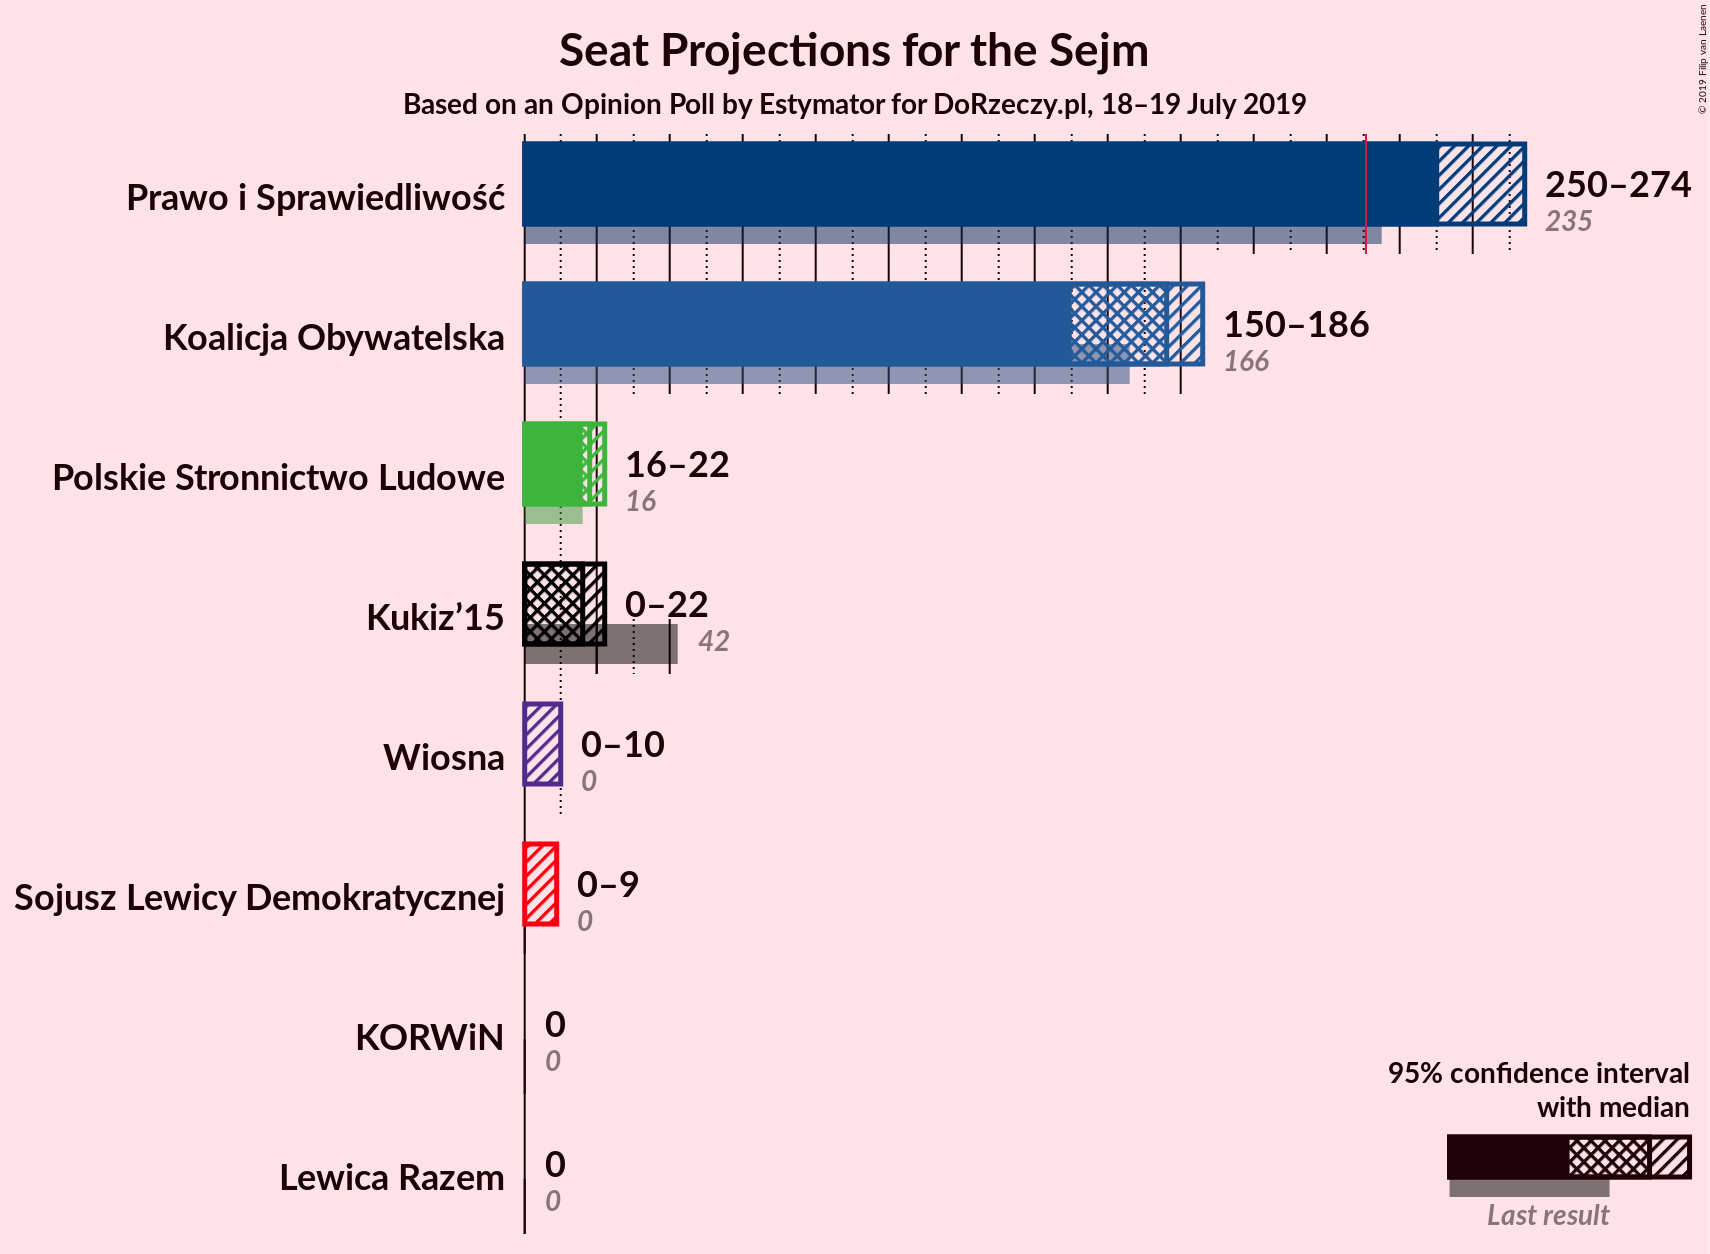 Seat Projections for the Sejm
Based on an Opinion Poll by Estymator for DoRzeczy.pl, 18–19 July 2019
© 2019 Filip van Laenen
Prawo i Sprawiedliwość
250–274
235
Koalicja Obywatelska
150–186
166
Polskie Stronnictwo Ludowe
16–22
16
Kukiz’15
0–22
42
Wiosna
0–10
0
Sojusz Lewicy Demokratycznej
0–9
0
KORWiN
0
0
Lewica Razem
0
0
95% confidence interval
with median
Last result